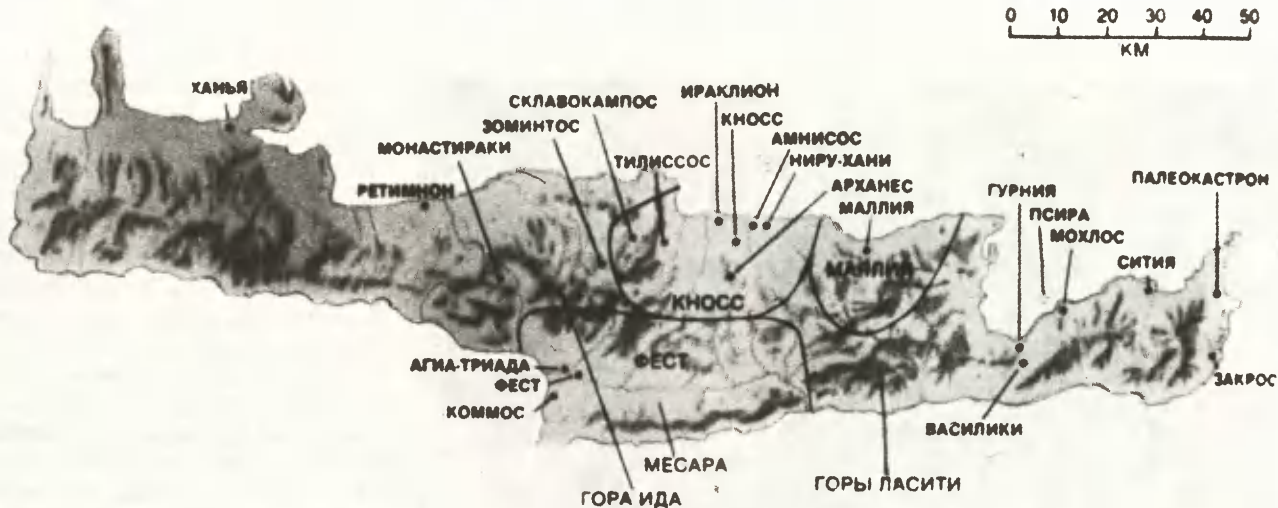 0 10 20 30 40 50
КМ
ХАНЬЯ
СКЛАВОКАМПОС
ИРАКЛИОН
ЗОМИНТОС
КНОСС
МОНАСТИРАКИ
ТИЛИССОС
АМНИСОС
НИРУ-ХАНИ
РЕТИМНОН
АРХАНЕС
МАЛЛИЯ
ГУРНИЯ
ПАЛЕОКАСТРОН
ПСИРА
МОХЛОС
СИТИЯ
МАЛЛИЯ
КНОСС
ФЕСТ
АГИА-ТРИАДА
ФЕСТ
КОММОС
ЗАКРОС
ВАСИЛИКИ
МЕСАРА
ГОРЫ ЛАСИТИ
ГОРА ИДА